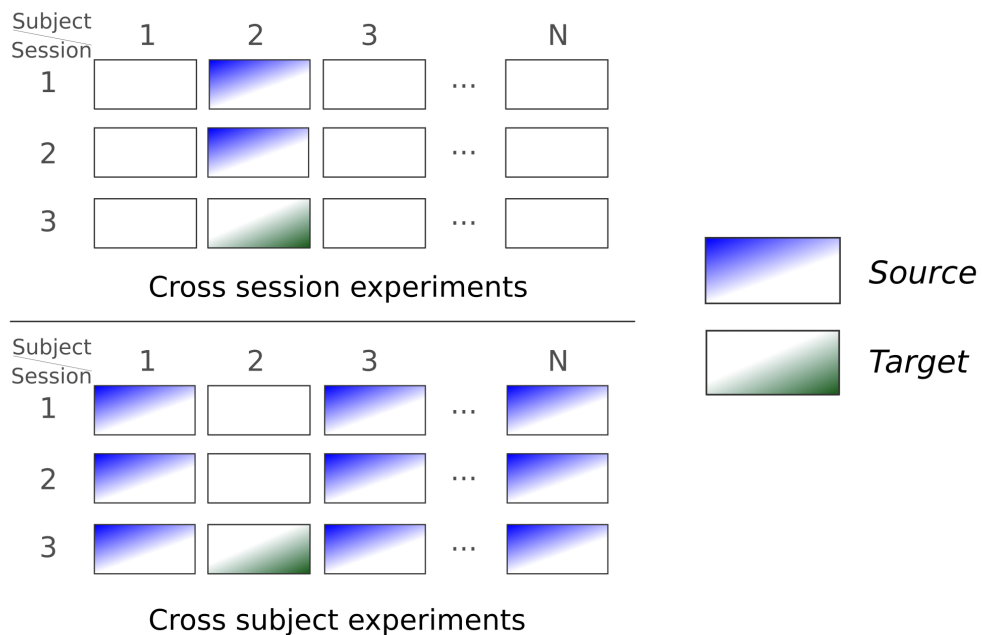 Subject
Session
1 2 3 N
1 ...
2 ...
3 ...
Cross session experiments
Subject
Session
1 2 3 N
1 ...
2 ...
3 ...
Cross subject experiments
Source
Target